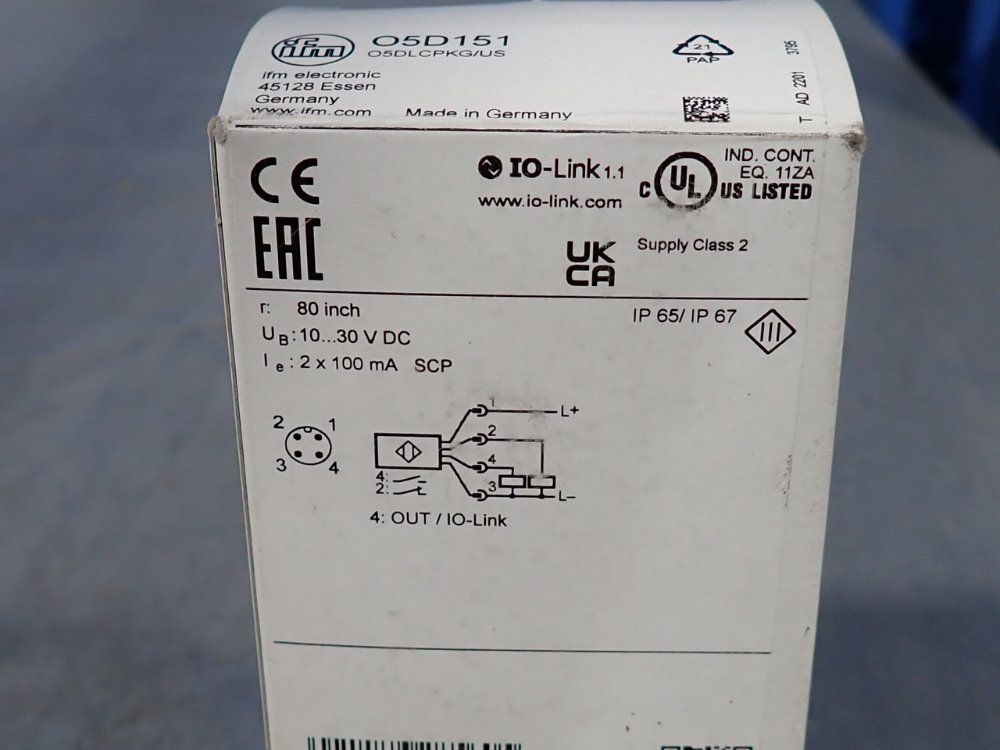 ifm
O5D151
O5DLCPKG/US
ifm electronic
45128 Essen
Germany
www.ifm.com
Made in Germany
21
PAP
T AD 2201 3795
CE
EAC
IO-Link 1.1
www.io-link.com
UK
CA
C UL US LISTED
IND. CONT.
EQ. 11ZA
Supply Class 2
r: 80 inch
UB: 10...30 V DC
Ie: 2 x 100 mA SCP
IP 65/ IP 67
III
2 1
3 4
1 L+
2
4
3 L–
4:
2:
4: OUT / IO-Link